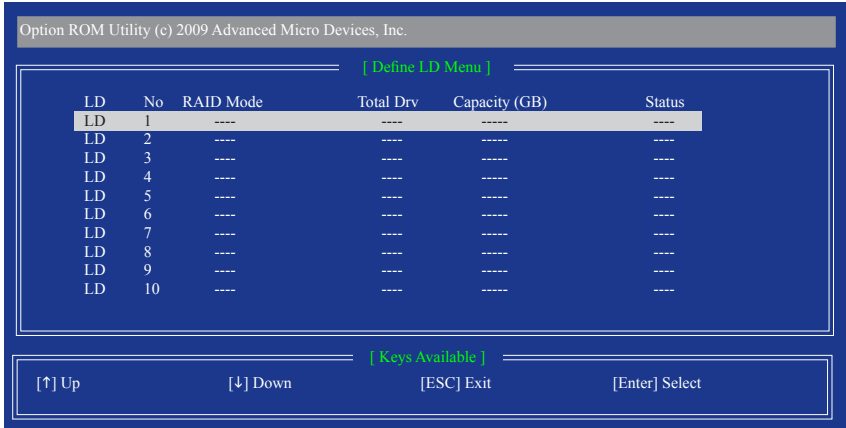 Option ROM Utility (c) 2009 Advanced Micro Devices, Inc.
[ Define LD Menu ]
LD No RAID Mode Total Drv Capacity (GB) Status
LD 1 ---- ---- ----- ----
LD 2 ---- ---- ----- ----
LD 3 ---- ---- ----- ----
LD 4 ---- ---- ----- ----
LD 5 ---- ---- ----- ----
LD 6 ---- ---- ----- ----
LD 7 ---- ---- ----- ----
LD 8 ---- ---- ----- ----
LD 9 ---- ---- ----- ----
LD 10 ---- ---- ----- ----
[ Keys Available ]
[↑] Up [↓] Down [ESC] Exit [Enter] Select